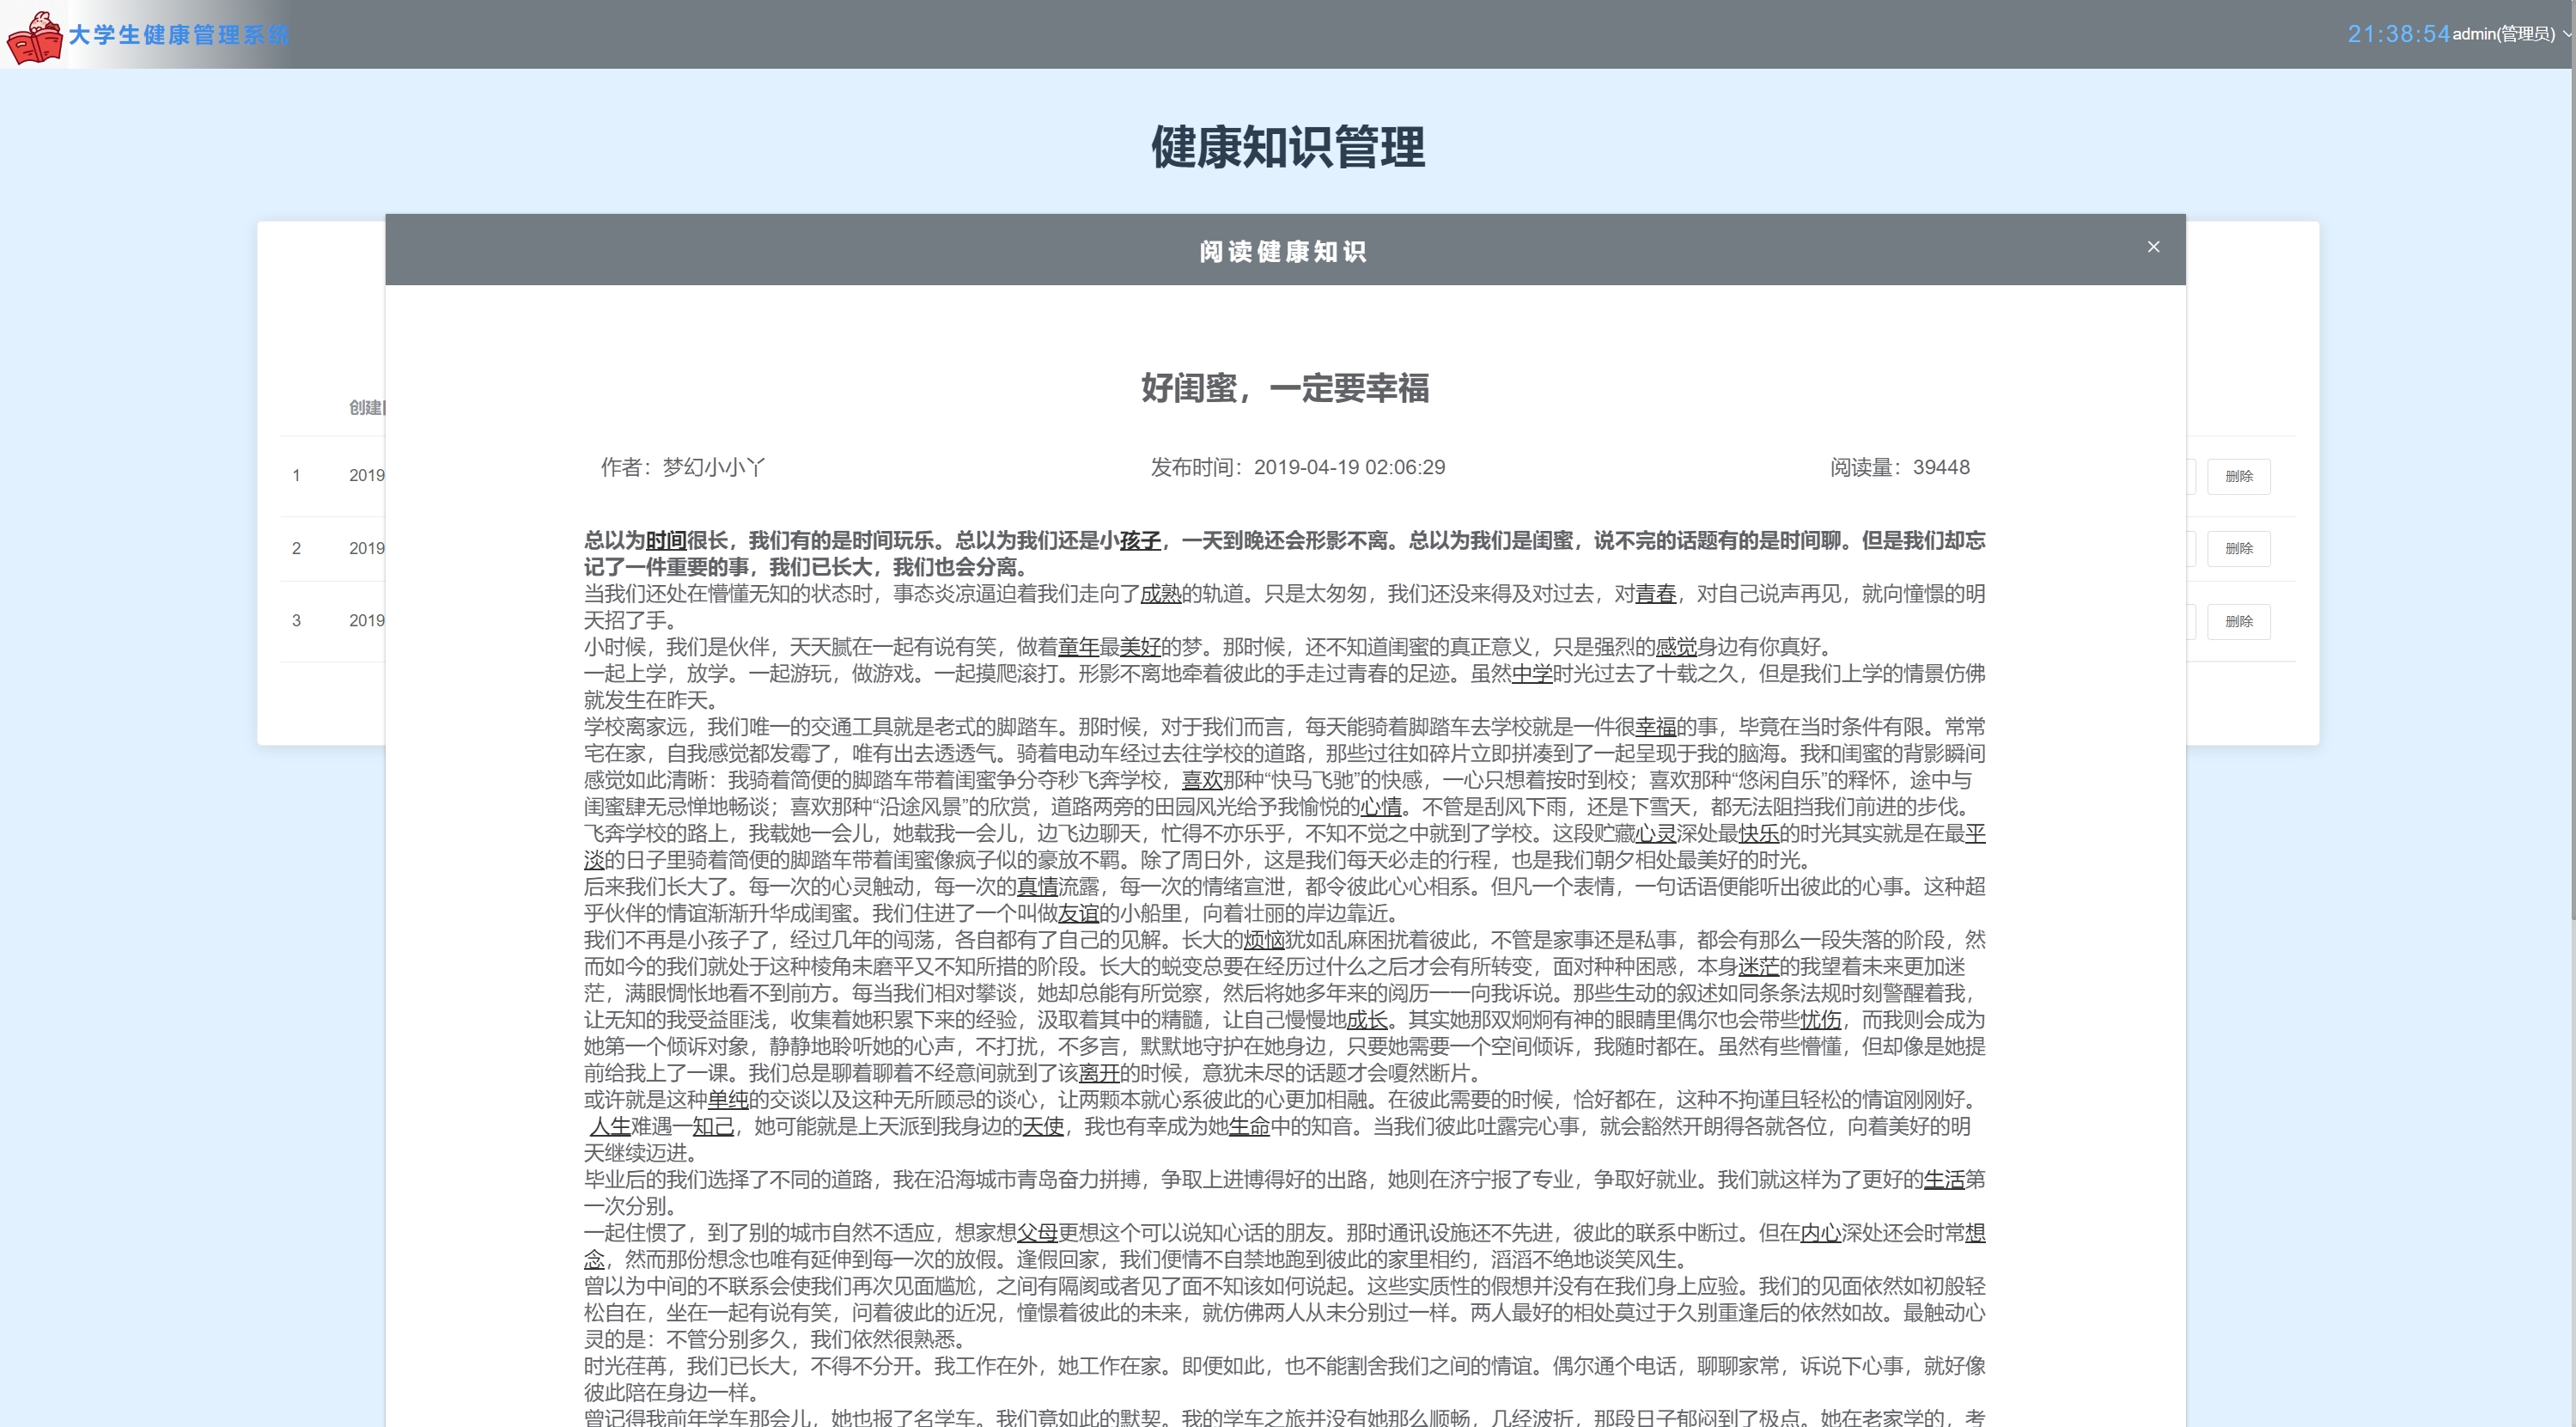 大学生健康管理系统
21:38:54 admin(管理员)
健康知识管理
阅读健康知识
创建
1 2019 删除
2 2019 删除
3 2019 删除
好闺蜜，一定要幸福
作者：梦幻小小丫 发布时间：2019-04-19 02:06:29 阅读量：39448
总以为时间很长，我们有的是时间玩乐。总以为我们还是小孩子，一天到晚还会形影不离。总以为我们是闺蜜，说不完的话题有的是时间聊。但是我们却忘
记了一件重要的事，我们已长大，我们也会分离。
当我们还处在懵懂无知的状态时，事态炎凉逼迫着我们走向了成熟的轨道。只是太匆匆，我们还没来得及对过去，对青春，对自己说声再见，就向憧憬的明
天招了手。
小时候，我们是伙伴，天天腻在一起有说有笑，做着童年最美好的梦。那时候，还不知道闺蜜的真正意义，只是强烈的感觉身边有你真好。
一起上学，放学。一起游玩，做游戏。一起摸爬滚打。形影不离地牵着彼此的手走过青春的足迹。虽然中学时光过去了十载之久，但是我们上学的情景仿佛
就发生在昨天。
学校离家远，我们唯一的交通工具就是老式的脚踏车。那时候，对于我们而言，每天能骑着脚踏车去学校就是一件很幸福的事，毕竟在当时条件有限。常常
宅在家，自我感觉都发霉了，唯有出去透透气。骑着电动车经过去往学校的道路，那些过往如碎片立即拼凑到了一起呈现于我的脑海。我和闺蜜的背影瞬间
感觉如此清晰：我骑着简便的脚踏车带着闺蜜争分夺秒飞奔学校，喜欢那种“快马飞驰”的快感，一心只想着按时到校；喜欢那种“悠闲自乐”的释怀，途中与
闺蜜肆无忌惮地畅谈；喜欢那种“沿途风景”的欣赏，道路两旁的田园风光给予我愉悦的心情。不管是刮风下雨，还是下雪天，都无法阻挡我们前进的步伐。
飞奔学校的路上，我载她一会儿，她载我一会儿，边飞边聊天，忙得不亦乐乎，不知不觉之中就到了学校。这段贮藏心灵深处最快乐的时光其实就是在最平
淡的日子里骑着简便的脚踏车带着闺蜜像疯子似的豪放不羁。除了周日外，这是我们每天必走的行程，也是我们朝夕相处最美好的时光。
后来我们长大了。每一次的心灵触动，每一次的真情流露，每一次的情绪宣泄，都令彼此心心相系。但凡一个表情，一句话语便能听出彼此的心事。这种超
乎伙伴的情谊渐渐升华成闺蜜。我们住进了一个叫做友谊的小船里，向着壮丽的岸边靠近。
我们不再是小孩子了，经过几年的闯荡，各自都有了自己的见解。长大的烦恼犹如乱麻困扰着彼此，不管是家事还是私事，都会有那么一段失落的阶段，然
而如今的我们就处于这种棱角未磨平又不知所措的阶段。长大的蜕变总要在经历过什么之后才会有所转变，面对种种困惑，本身迷茫的我望着未来更加迷
茫，满眼惆怅地看不到前方。每当我们相对攀谈，她却总能有所觉察，然后将她多年来的阅历一一向我诉说。那些生动的叙述如同条条法规时刻警醒着我，
让无知的我受益匪浅，收集着她积累下来的经验，汲取着其中的精髓，让自己慢慢地成长。其实她那双炯炯有神的眼睛里偶尔也会带些忧伤，而我则会成为
她第一个倾诉对象，静静地聆听她的心声，不打扰，不多言，默默地守护在她身边，只要她需要一个空间倾诉，我随时都在。虽然有些懵懂，但却像是她提
前给我上了一课。我们总是聊着聊着不经意间就到了该离开的时候，意犹未尽的话题才会嘎然断片。
或许就是这种单纯的交谈以及这种无所顾忌的谈心，让两颗本就心系彼此的心更加相融。在彼此需要的时候，恰好都在，这种不拘谨且轻松的情谊刚刚好。
人生难遇一知己，她可能就是上天派到我身边的天使，我也有幸成为她生命中的知音。当我们彼此吐露完心事，就会豁然开朗得各就各位，向着美好的明
天继续迈进。
毕业后的我们选择了不同的道路，我在沿海城市青岛奋力拼搏，争取上进博得好的出路，她则在济宁报了专业，争取好就业。我们就这样为了更好的生活第
一次分别。
一起住惯了，到了别的城市自然不适应，想家想父母更想这个可以说知心话的朋友。那时通讯设施还不先进，彼此的联系中断过。但在内心深处还会时常想
念，然而那份想念也唯有延伸到每一次的放假。逢假回家，我们便情不自禁地跑到彼此的家里相约，滔滔不绝地谈笑风生。
曾以为中间的不联系会使我们再次见面尴尬，之间有隔阂或者见了面不知该如何说起。这些实质性的假想并没有在我们身上应验。我们的见面依然如初般轻
松自在，坐在一起有说有笑，问着彼此的近况，憧憬着彼此的未来，就仿佛两人从未分别过一样。两人最好的相处莫过于久别重逢后的依然如故。最触动心
灵的是：不管分别多久，我们依然很熟悉。
时光荏苒，我们已长大，不得不分开。我工作在外，她工作在家。即便如此，也不能割舍我们之间的情谊。偶尔通个电话，聊聊家常，诉说下心事，就好像
彼此陪在身边一样。
曾记得我前年学车那会儿，她也报了名学车。我们竟如此的默契。我的学车之旅并没有她那么顺畅，几经波折，那段日子郁闷到了极点。她在老家学的，考